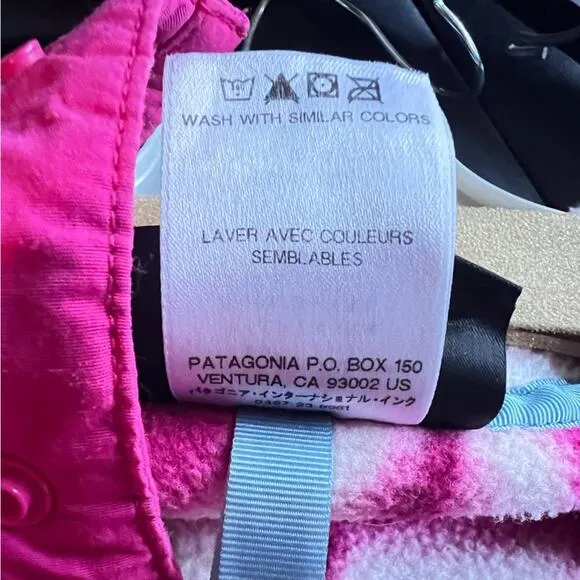 WASH WITH SIMILAR COLORS
LAVER AVEC COULEURS
SEMBLABLES
PATAGONIA P.O. BOX 150
VENTURA, CA 93002 US
パタゴニア・インターナショナル・インク